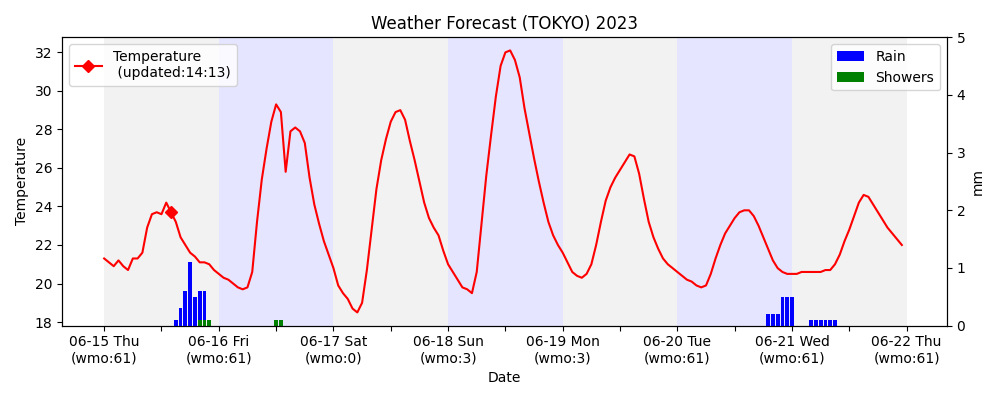 Weather Forecast (TOKYO) 2023
Temperature
(updated:14:13)
Rain
Showers
Temperature
32
30
28
26
24
22
20
18
5
4
3
2
1
0
mm
06-15 Thu 06-16 Fri 06-17 Sat 06-18 Sun 06-19 Mon 06-20 Tue 06-21 Wed 06-22 Thu
(wmo:61) (wmo:61) (wmo:0) (wmo:3) (wmo:3) (wmo:61) (wmo:61) (wmo:61)
Date